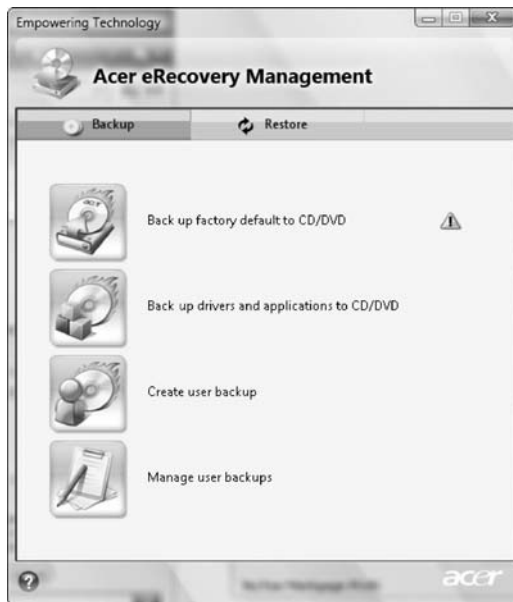 Empowering Technology
Acer eRecovery Management
Backup
Restore
Back up factory default to CD/DVD
Back up drivers and applications to CD/DVD
Create user backup
Manage user backups
acer